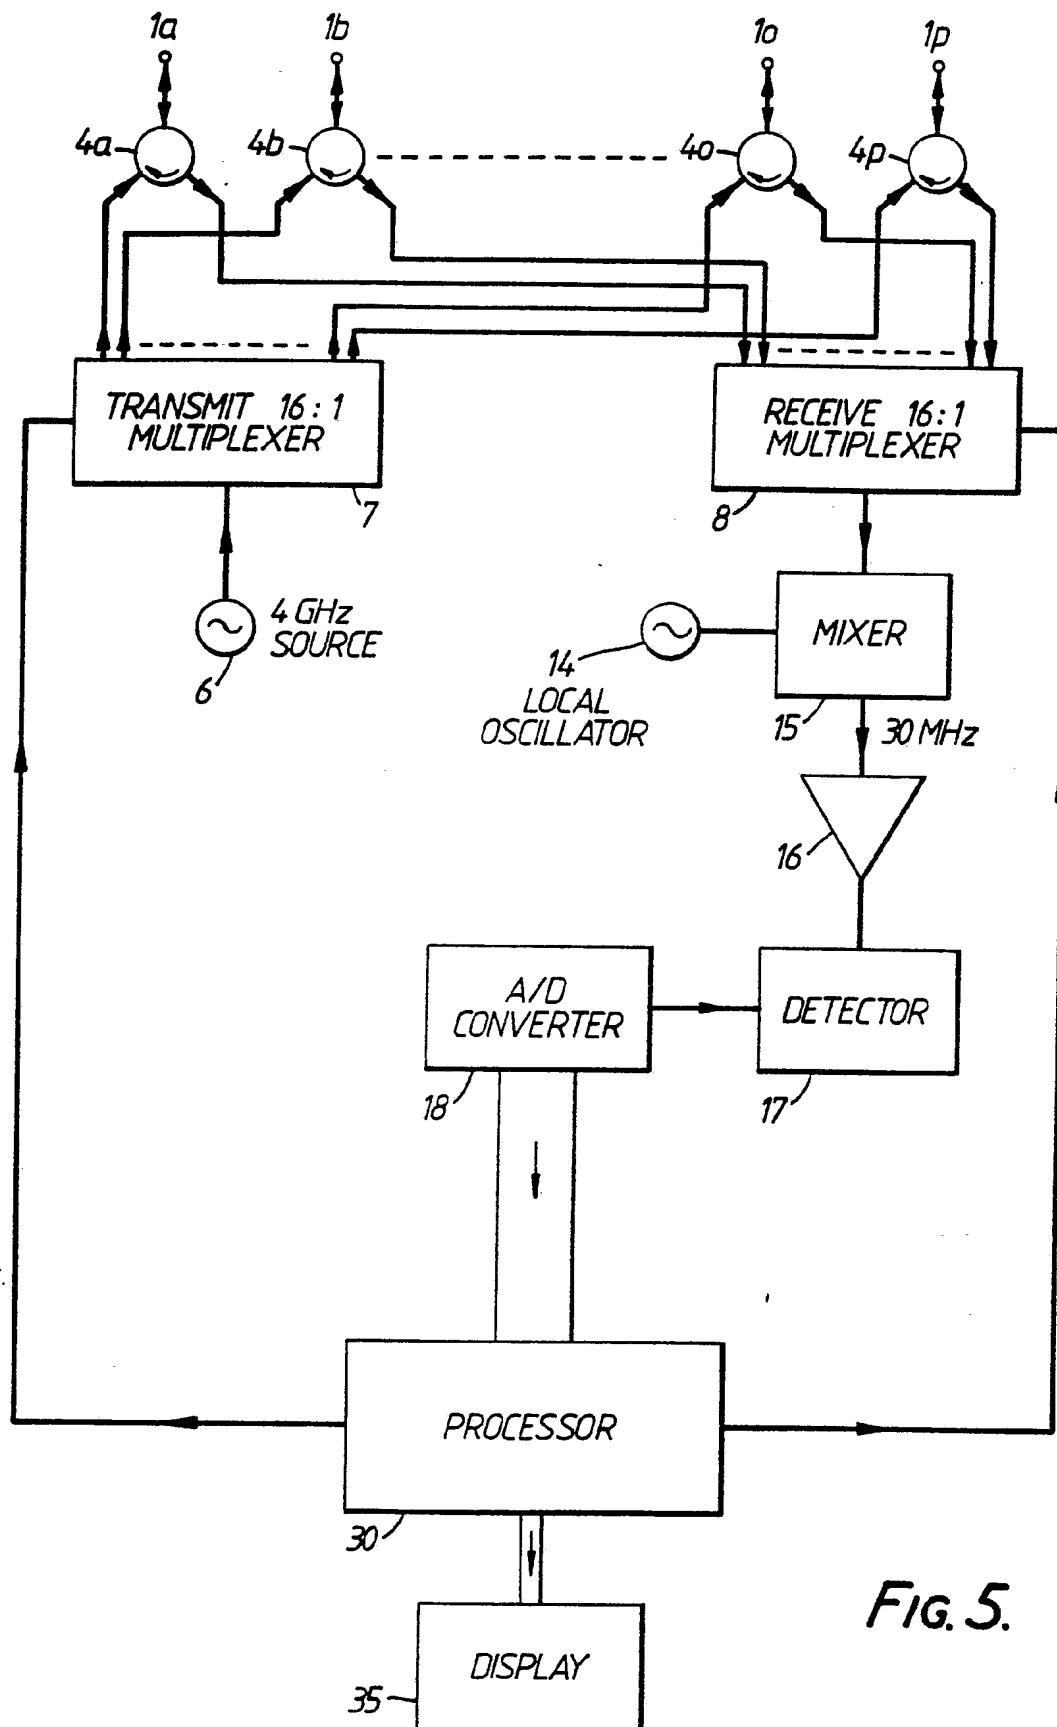 1a 1b 1o 1p
4a 4b 4o 4p
TRANSMIT 16:1
MULTIPLEXER
RECEIVE 16:1
MULTIPLEXER
7
8
4 GHz
SOURCE
6
MIXER
14
LOCAL
OSCILLATOR
15
30 MHz
16
A/D
CONVERTER
DETECTOR
18
17
PROCESSOR
30
FIG. 5.
DISPLAY
35